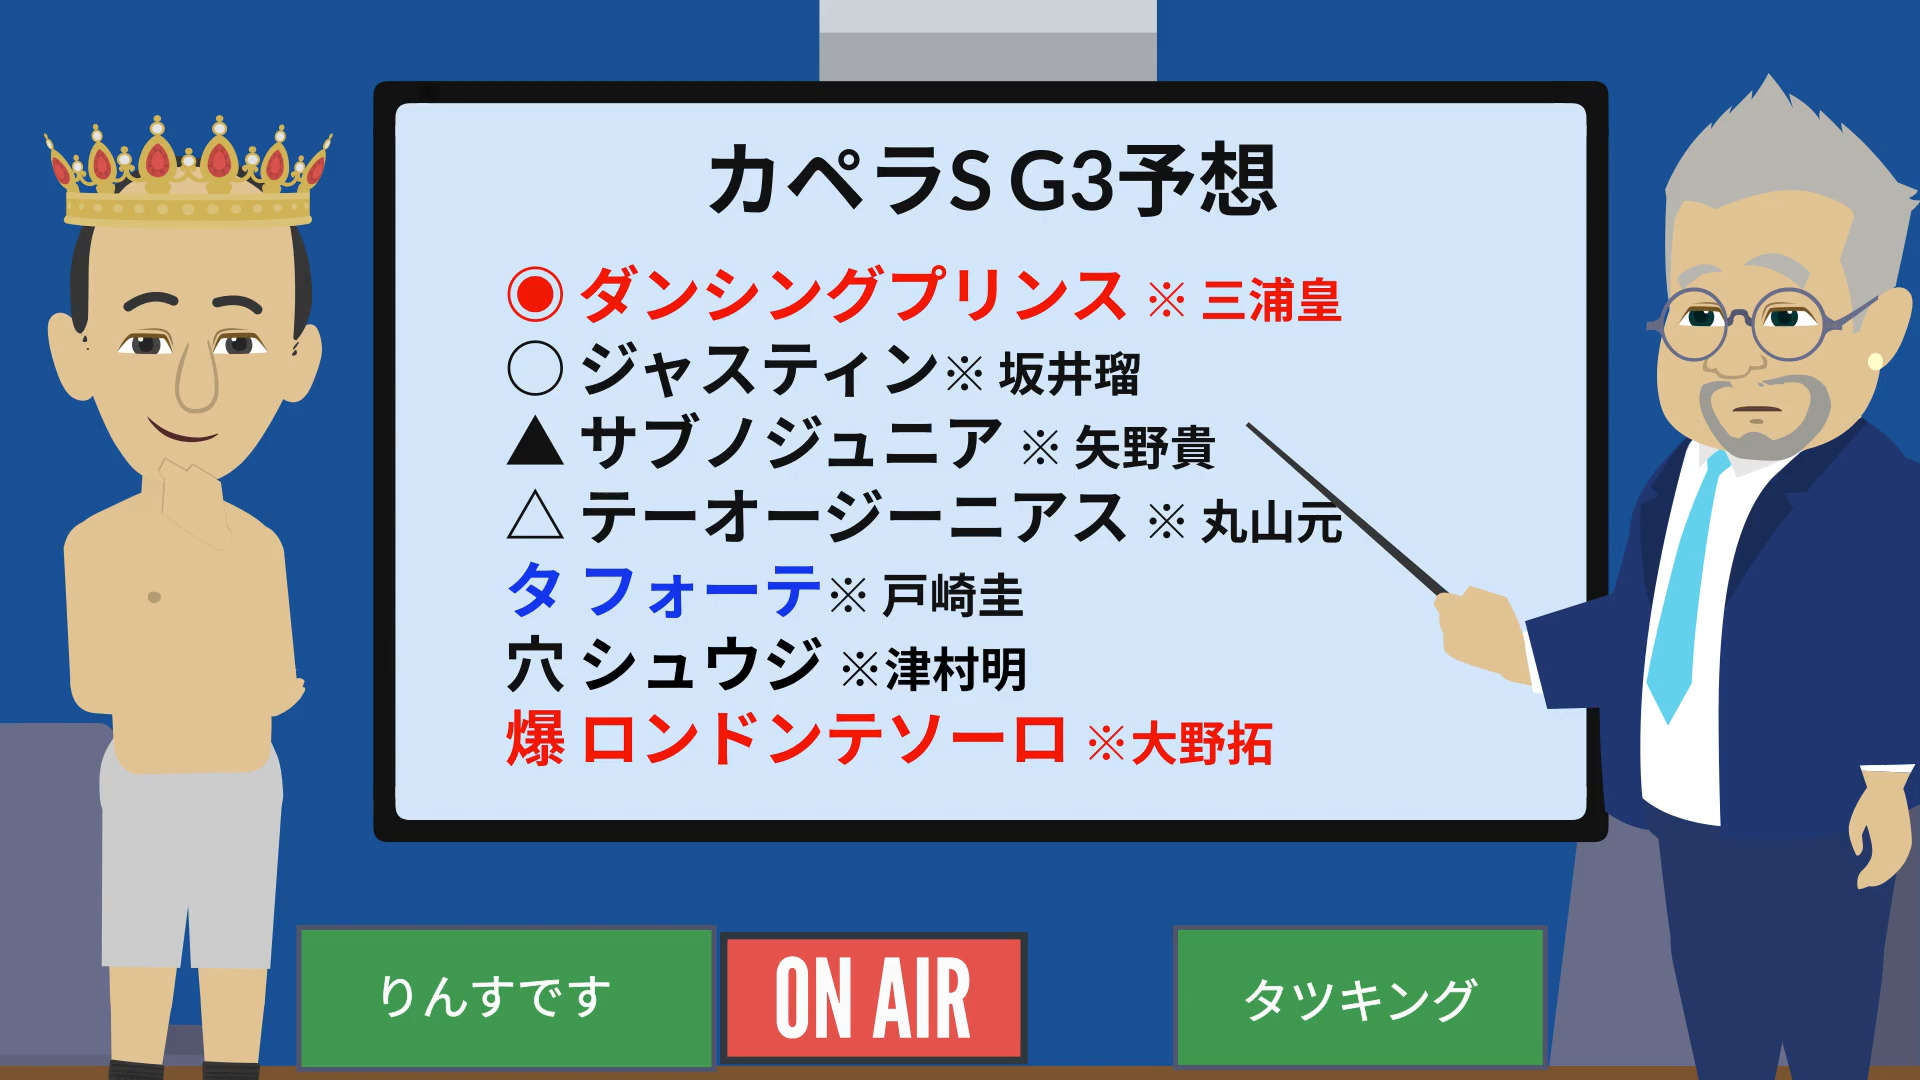 カペラS G3予想
◉ ダンシングプリンス ※ 三浦皇
○ ジャスティン※ 坂井瑠
▲ サブノジュニア ※ 矢野貴
△ テーオージーニアス ※ 丸山元
タ フォーテ※ 戸崎圭
穴 シュウジ ※津村明
爆 ロンドンテソーロ ※大野拓
りんすです
ON AIR
タツキング